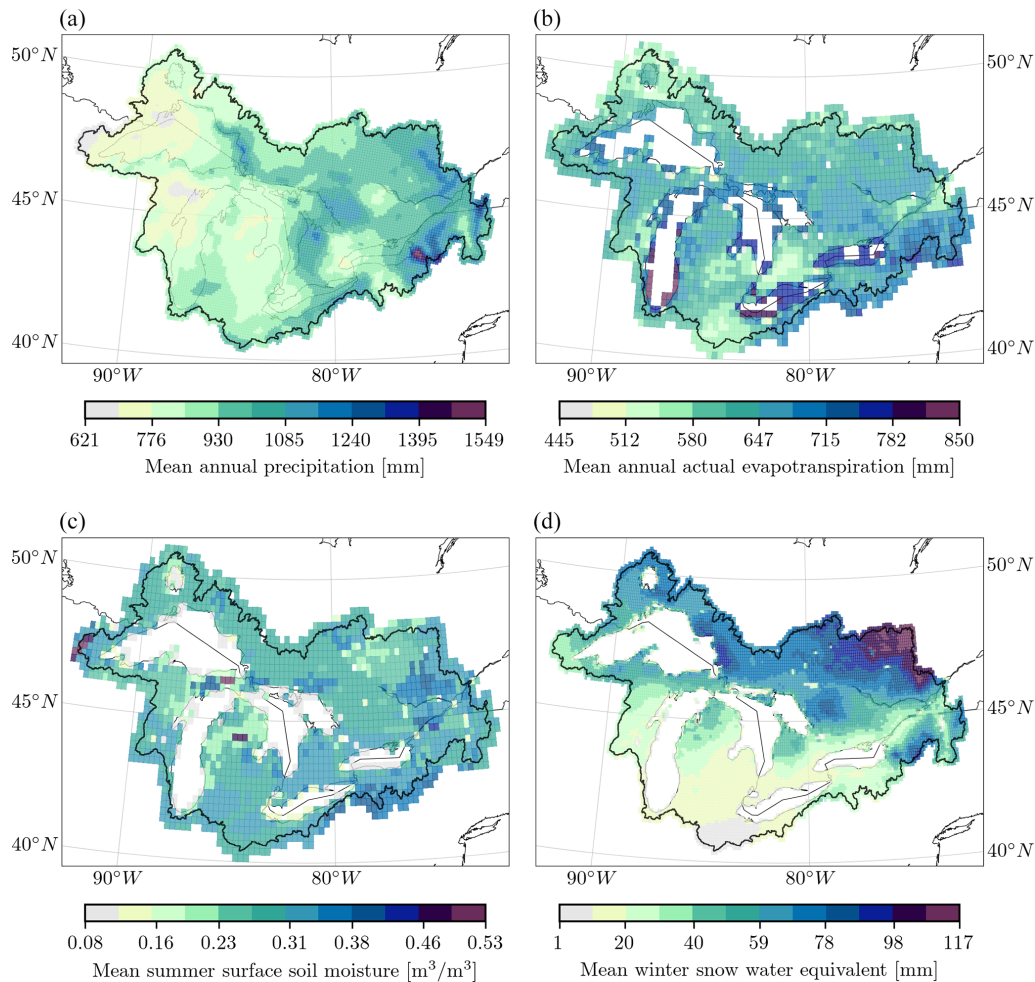 (a)
(b)
50°N
50°N
45°N
45°N
40°N
40°N
90°W
80°W
90°W
80°W
621 776 930 1085 1240 1395 1549
445 512 580 647 715 782 850
Mean annual precipitation [mm]
Mean annual actual evapotranspiration [mm]
(c)
(d)
50°N
50°N
45°N
45°N
40°N
40°N
90°W
80°W
90°W
80°W
0.08 0.16 0.23 0.31 0.38 0.46 0.53
1 20 40 59 78 98 117
Mean summer surface soil moisture [m³/m³]
Mean winter snow water equivalent [mm]